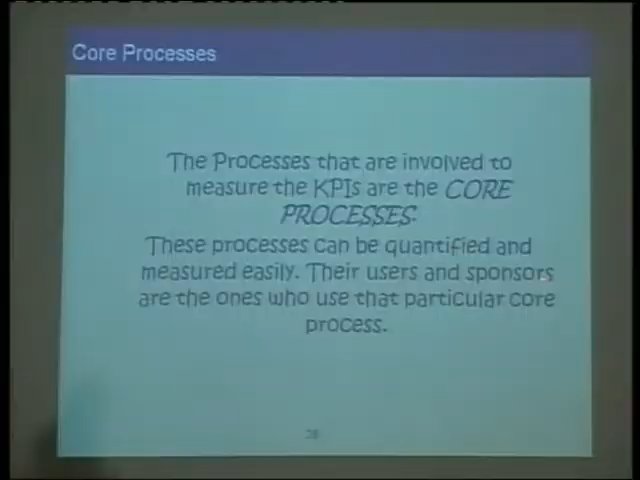 Core Processes
The Processes that are involved to
measure the KPIs are the CORE
PROCESSES.
These processes can be quantified and
measured easily. Their users and sponsors
are the ones who use that particular core
process.